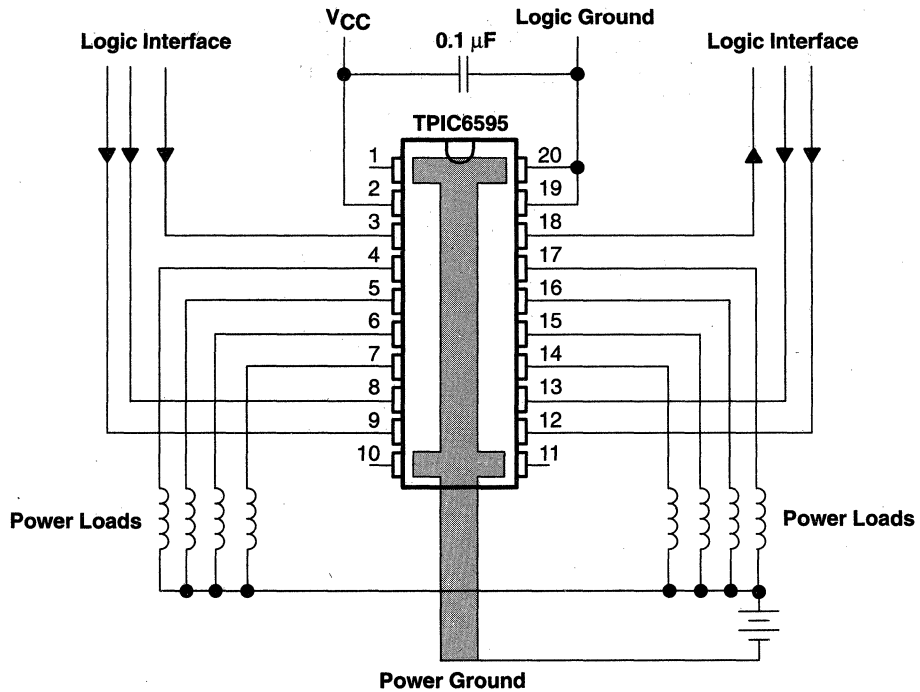 VCC
Logic Ground
Logic Interface
0.1 µF
Logic Interface
TPIC6595
1
20
2
19
3
18
4
17
5
16
6
15
7
14
8
13
9
12
10
11
Power Loads
Power Loads
Power Ground